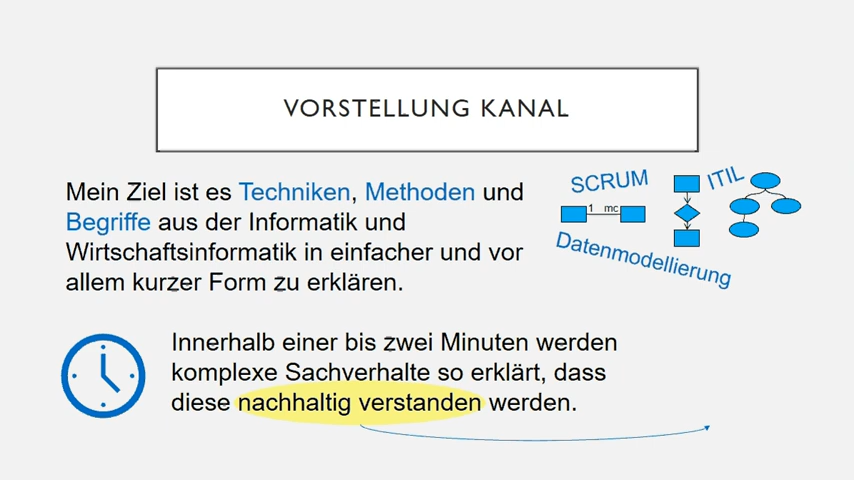 VORSTELLUNG KANAL
Mein Ziel ist es Techniken, Methoden und
Begriffe aus der Informatik und
Wirtschaftsinformatik in einfacher und vor
allem kurzer Form zu erklären.
SCRUM
ITIL
1 mc
Datenmodellierung
Innerhalb einer bis zwei Minuten werden
komplexe Sachverhalte so erklärt, dass
diese nachhaltig verstanden werden.